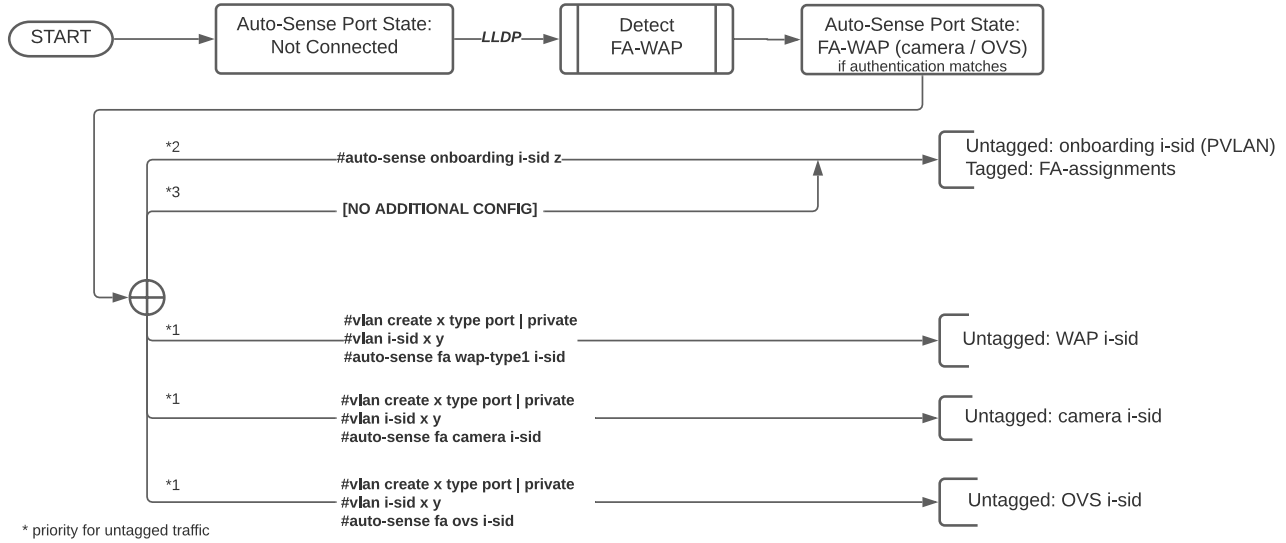 START
Auto-Sense Port State:
Not Connected
LLDP
Detect
FA-WAP
Auto-Sense Port State:
FA-WAP (camera / OVS)
if authentication matches
*2
#auto-sense onboarding i-sid z
Untagged: onboarding i-sid (PVLAN)
Tagged: FA-assignments
*3
[NO ADDITIONAL CONFIG]
*1
#vlan create x type port | private
#vlan i-sid x y
#auto-sense fa wap-type1 i-sid
Untagged: WAP i-sid
*1
#vlan create x type port | private
#vlan i-sid x y
#auto-sense fa camera i-sid
Untagged: camera i-sid
*1
#vlan create x type port | private
#vlan i-sid x y
#auto-sense fa ovs i-sid
Untagged: OVS i-sid
* priority for untagged traffic